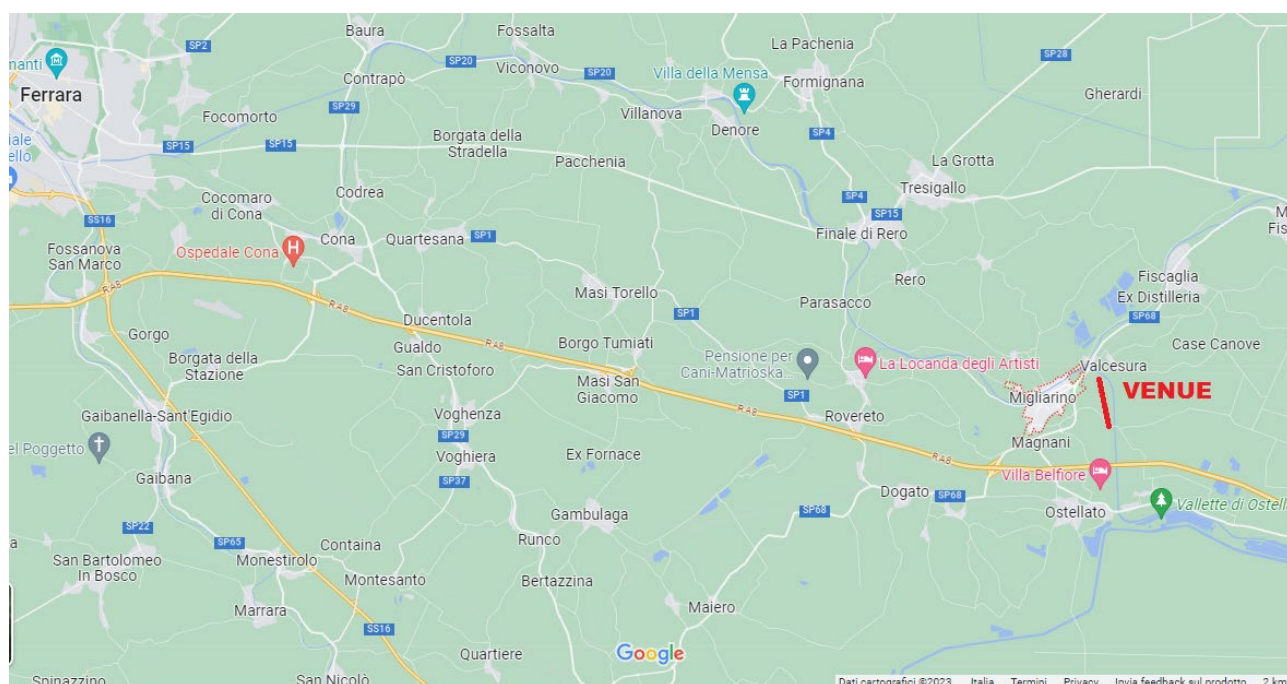 Baura
Fossalta
SP2
La Pachenia
SP28
manti
SP20
Viconovo
SP20
Villa della Mensa
Formignana
Contrapò
Gherardi
Ferrara
SP29
Focomorto
Villanova
Denore
SP4
Borgata della
Stradella
SP15
SP15
Pacchenia
La Grotta
Tresigallo
Codrea
SP4
Cocomaro
di Cona
SP15
SS16
Cona
Quartesana
SP1
Finale di Rero
Fossanova
San Marco
Ospedale Cona
Fiscaglia
Rero
Ex Distilleria
Masi Torello
Parasacco
RA8
SP1
SP68
Ducentola
Gorgo
Gualdo
RA8
Borgo Tumiati
Case Canove
Borgata della
Stazione
San Cristoforo
Pensione per
Cani-Matrioska...
La Locanda degli Artisti
Valcesura
Masi San
Giacomo
SP1
Migliarino
VENUE
Gaibanella-Sant'Egidio
Voghenza
RA8
Rovereto
SP29
Magnani
el Poggetto
Voghiera
Ex Fornace
RA8
Villa Belfiore
Gaibana
SP37
Dogato
SP68
Vallette di Ostell
SP68
Ostellato
Gambulaga
SP22
SP65
Containa
Runco
San Bartolomeo
In Bosco
Monestirolo
Montesanto
Bertazzina
Marrara
Maiero
SS16
Google
Quartiere
Spinazzino
San Nicolò
Dati cartografici ©2023 Italia Termini Privacy Invia feedback sul prodotto 2 km